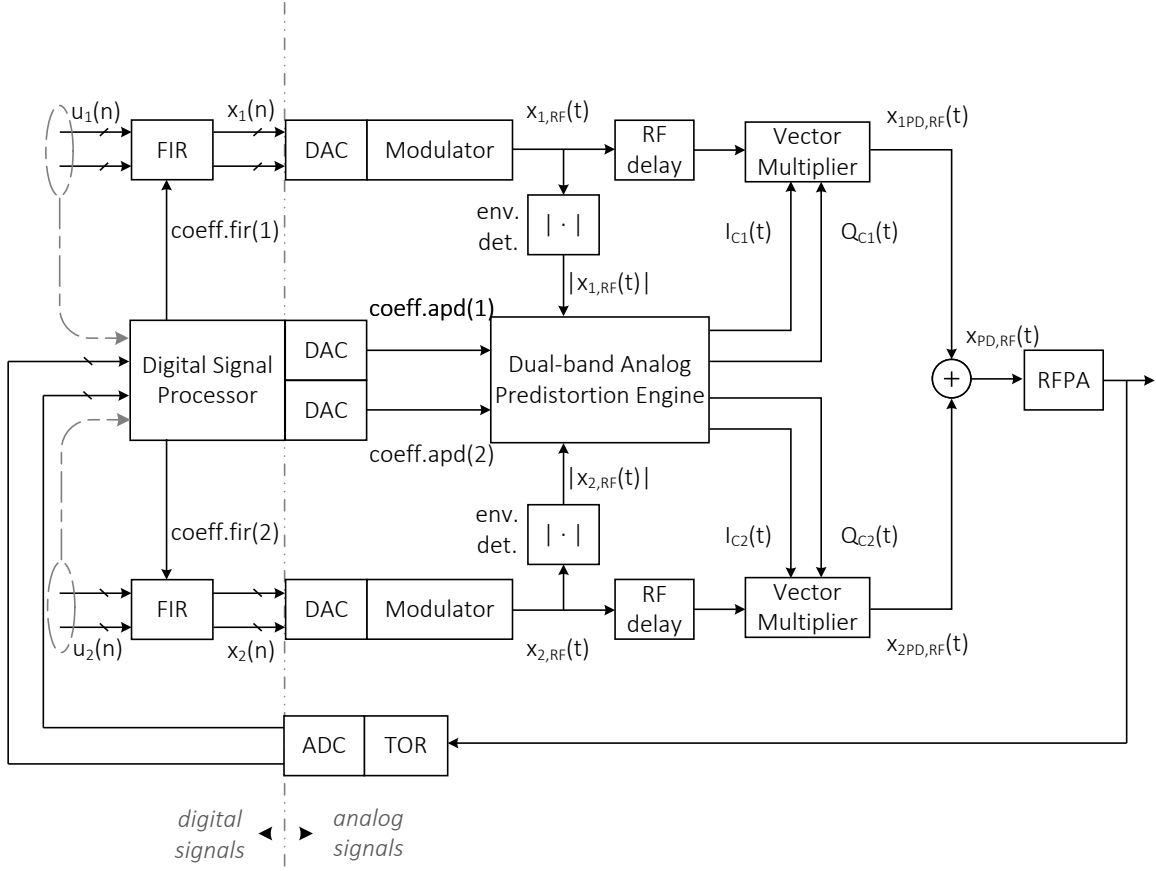 u1(n)
x1(n)
x1,RF(t)
x1PD,RF(t)
FIR
DAC
Modulator
RF
delay
Vector
Multiplier
env.
det.
| · |
coeff.fir(1)
IC1(t)
QC1(t)
|x1,RF(t)|
coeff.apd(1)
Digital Signal
Processor
DAC
DAC
Dual-band Analog
Predistortion Engine
xPD,RF(t)
+
RFPA
coeff.apd(2)
|x2,RF(t)|
coeff.fir(2)
env.
det.
| · |
IC2(t)
QC2(t)
FIR
DAC
Modulator
RF
delay
Vector
Multiplier
u2(n)
x2(n)
x2,RF(t)
x2PD,RF(t)
ADC
TOR
digital
signals
analog
signals